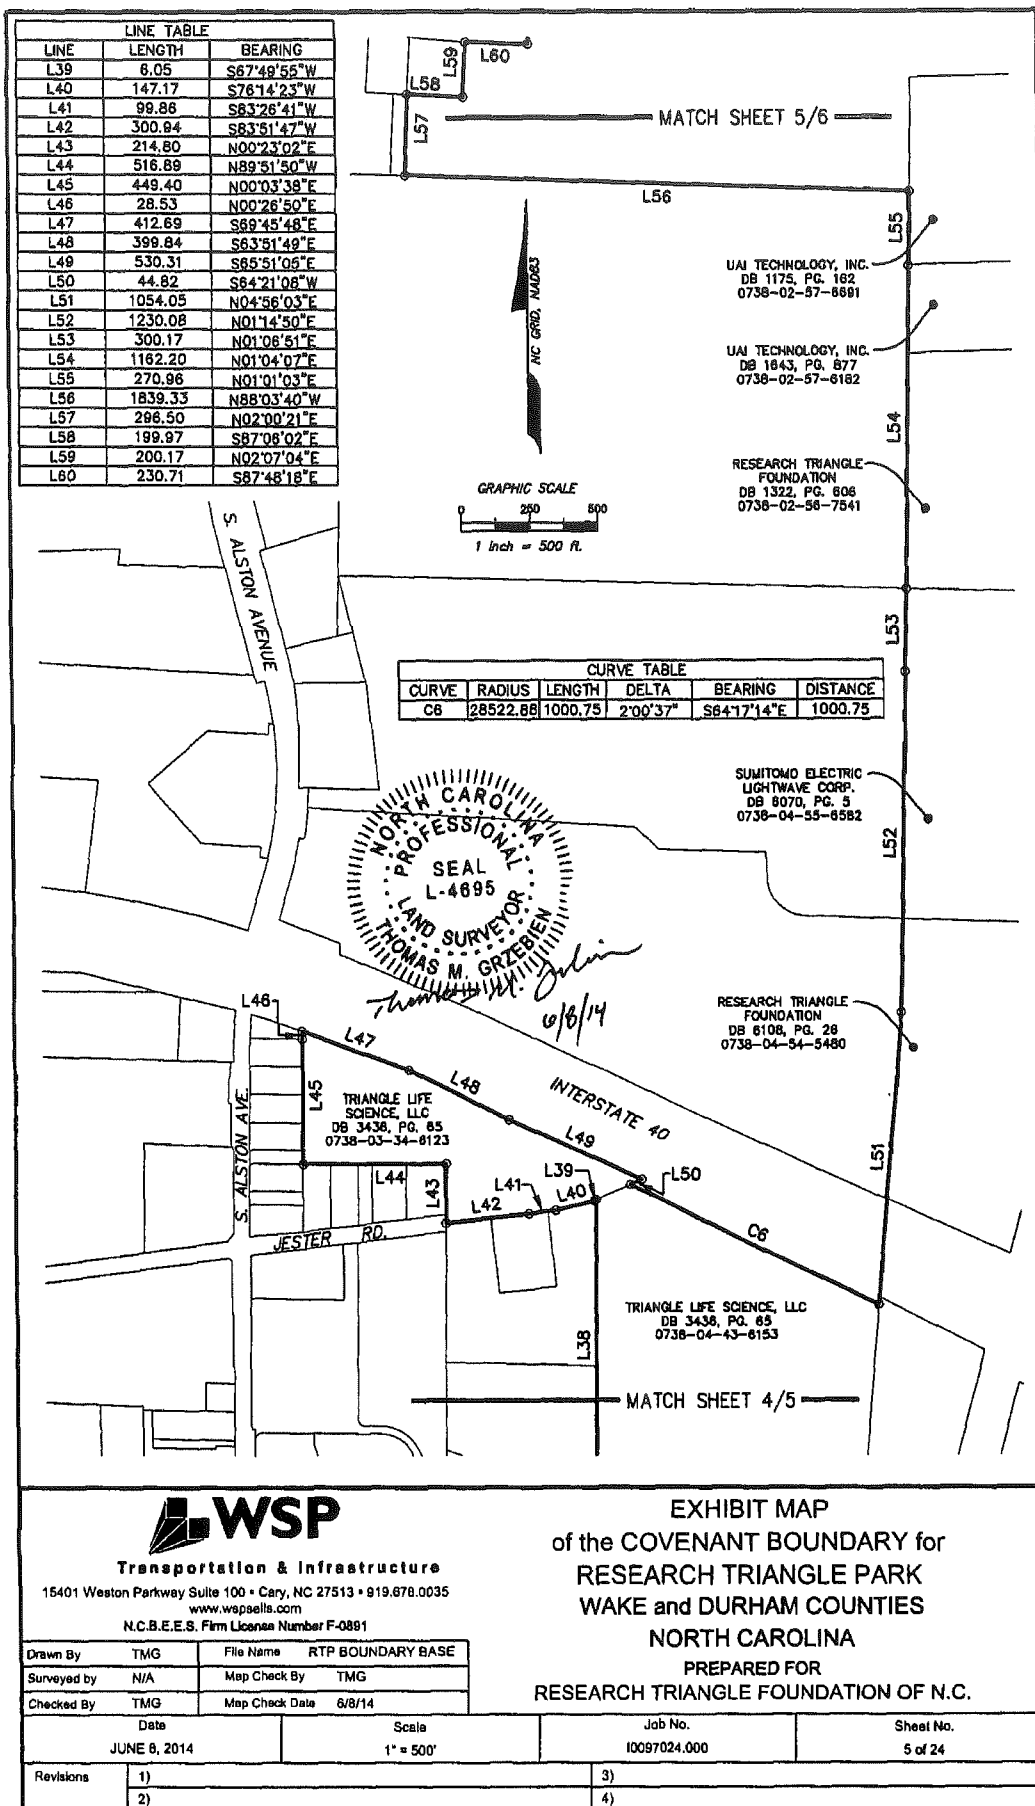 LINE TABLE
LINE LENGTH BEARING
L39 6.05 S67°49'55"W
L40 147.17 S76°14'23"W
L41 99.86 S83°26'41"W
L42 300.94 S83°51'47"W
L43 214.80 N00°23'02"E
L44 516.89 N89°51'50"W
L45 449.40 N00°03'38"E
L46 28.53 N00°26'50"E
L47 412.69 S69°45'48"E
L48 399.84 S63°51'49"E
L49 530.31 S65°51'05"E
L50 44.82 S64°21'08"W
L51 1054.05 N04°56'03"E
L52 1230.08 N01°14'50"E
L53 300.17 N01°06'51"E
L54 1162.20 N01°04'07"E
L55 270.96 N01°01'03"E
L56 1839.33 N88°03'40"W
L57 296.50 N02°00'21"E
L58 199.97 S87°06'02"E
L59 200.17 N02°07'04"E
L60 230.71 S87°48'18"E
L59
L60
L58
L57
MATCH SHEET 5/6
L56
L55
UAI TECHNOLOGY, INC.
DB 1175, PG. 162
0738-02-57-6691
NC GRID, NAD83
UAI TECHNOLOGY, INC.
DB 1643, PG. 877
0738-02-57-6182
L54
RESEARCH TRIANGLE
FOUNDATION
DB 1322, PG. 606
0738-02-56-7541
GRAPHIC SCALE
0 250 500
1 inch = 500 ft.
S. ALSTON AVENUE
L53
CURVE TABLE
CURVE RADIUS LENGTH DELTA BEARING DISTANCE
C6 28522.88 1000.75 2°00'37" S64°17'14"E 1000.75
SUMITOMO ELECTRIC
LIGHTWAVE CORP.
DB 6070, PG. 5
0738-04-55-6582
L52
NORTH CAROLINA
PROFESSIONAL
SEAL
L-4695
LAND SURVEYOR
THOMAS M. GRZEBIEN
6/8/14
RESEARCH TRIANGLE
FOUNDATION
DB 6108, PG. 26
0738-04-54-5480
L46
L47
L48
INTERSTATE 40
L45
TRIANGLE LIFE
SCIENCE, LLC
DB 3436, PG. 65
0738-03-34-6123
S. ALSTON AVE.
L49
L51
L50
L39
L44
L43
L41
L40
L42
JESTER RD.
C6
TRIANGLE LIFE SCIENCE, LLC
DB 3436, PG. 65
0738-04-43-6153
L38
MATCH SHEET 4/5
WSP
Transportation & Infrastructure
15401 Weston Parkway Suite 100 • Cary, NC 27513 • 919.678.0035
www.wspsells.com
N.C.B.E.E.S. Firm License Number F-0891
EXHIBIT MAP
of the COVENANT BOUNDARY for
RESEARCH TRIANGLE PARK
WAKE and DURHAM COUNTIES
NORTH CAROLINA
PREPARED FOR
RESEARCH TRIANGLE FOUNDATION OF N.C.
Drawn By TMG File Name RTP BOUNDARY BASE
Surveyed by N/A Map Check By TMG
Checked By TMG Map Check Date 6/8/14
Date Scale Job No. Sheet No.
JUNE 8, 2014 1" = 500' 10097024.000 5 of 24
Revisions 1) 3)
2) 4)